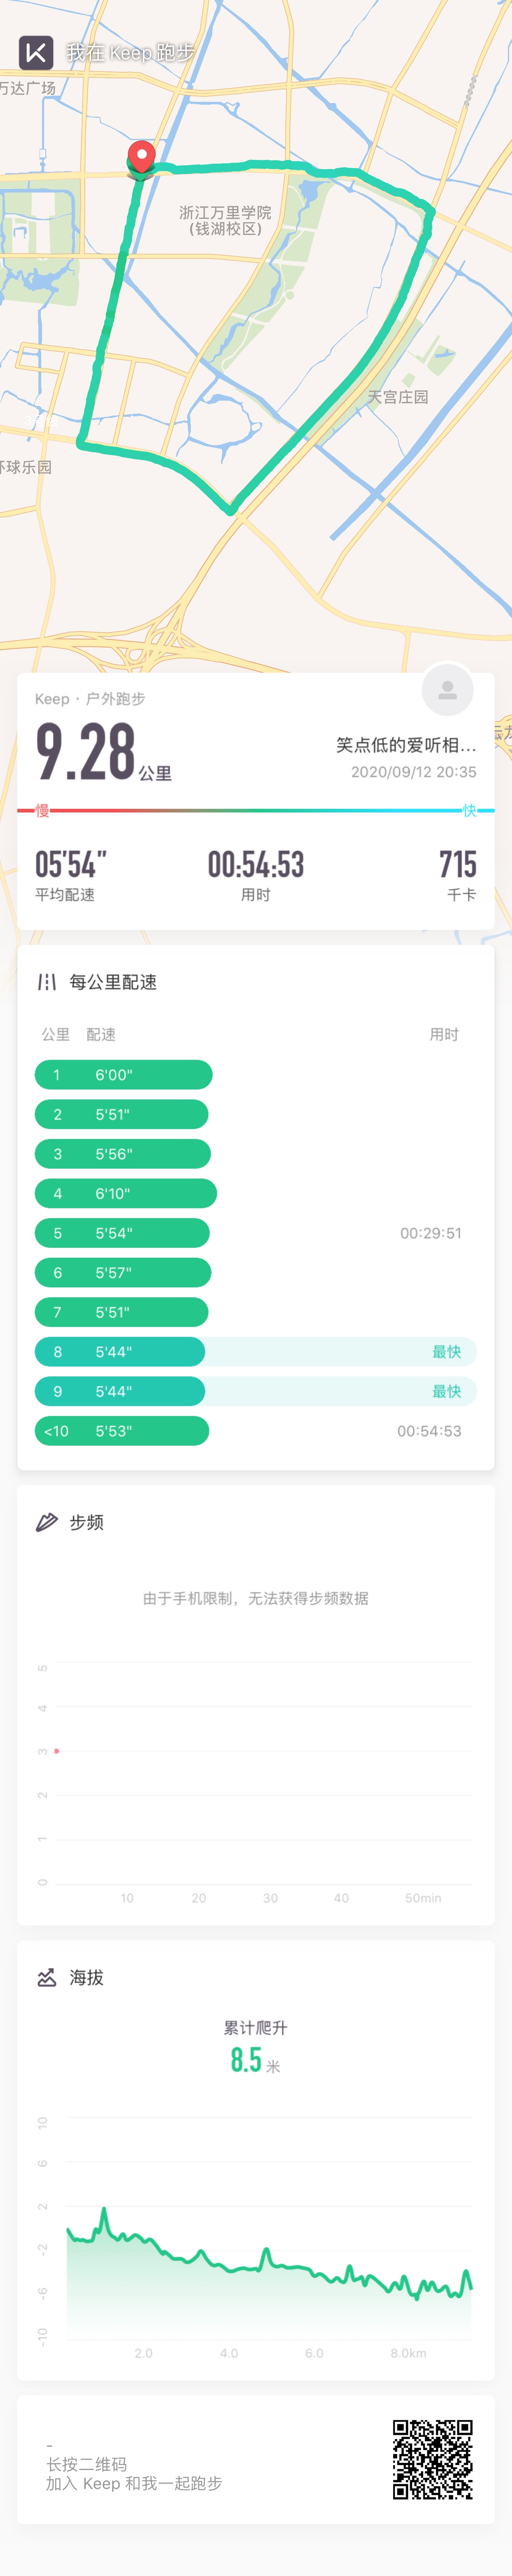 我在 Keep 跑步
万达广场
浙江万里学院
(钱湖校区)
天宫庄园
环球乐园
Keep · 户外跑步
9.28公里
笑点低的爱听相...
2020/09/12 20:35
慢 快
05'54" 00:54:53 715
平均配速 用时 千卡
每公里配速
公里 配速 用时
1 6'00"
2 5'51"
3 5'56"
4 6'10"
5 5'54" 00:29:51
6 5'57"
7 5'51"
8 5'44" 最快
9 5'44" 最快
<10 5'53" 00:54:53
步频
由于手机限制，无法获得步频数据
5
4
3
2
1
0
10 20 30 40 50min
海拔
累计爬升
8.5 米
10
6
2
-2
-6
-10
2.0 4.0 6.0 8.0km
-
长按二维码
加入 Keep 和我一起跑步